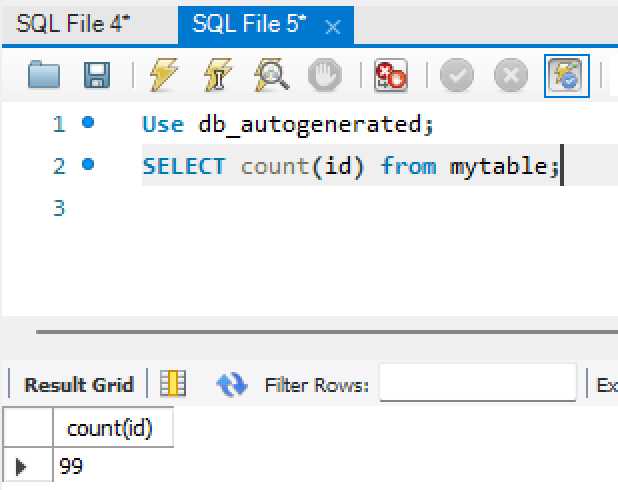 SQL File 4* SQL File 5* ×
1 Use db_autogenerated;
2 SELECT count(id) from mytable;
3
Result Grid Filter Rows: Ex
count(id)
99